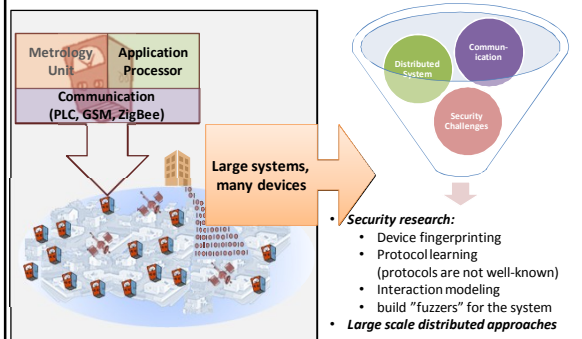 Metrology
Unit
Application
Processor
Communication
(PLC, GSM, ZigBee)
Large systems,
many devices
Distributed
System
Commun-
ication
Security
Challenges
• Security research:
• Device fingerprinting
• Protocol learning
(protocols are not well-known)
• Interaction modeling
• build ”fuzzers” for the system
• Large scale distributed approaches